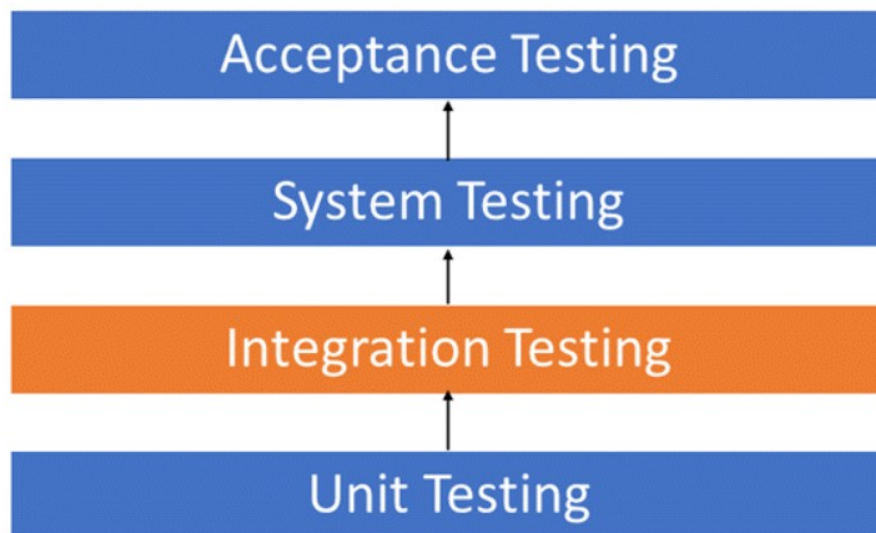 Acceptance Testing
System Testing
Integration Testing
Unit Testing